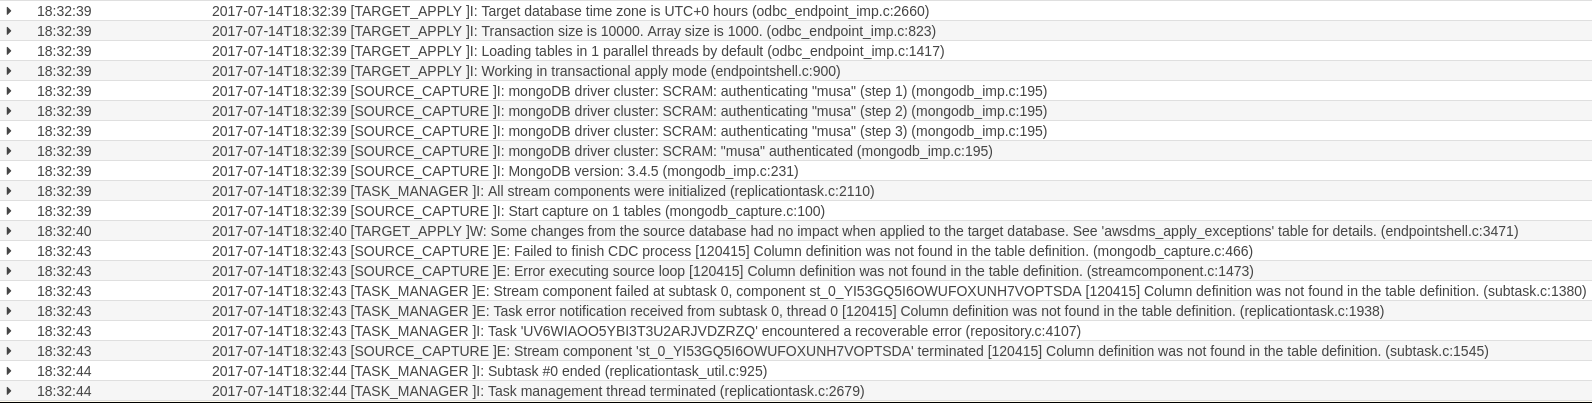 18:32:39 2017-07-14T18:32:39 [TARGET_APPLY ]I: Target database time zone is UTC+0 hours (odbc_endpoint_imp.c:2660)
18:32:39 2017-07-14T18:32:39 [TARGET_APPLY ]I: Transaction size is 10000. Array size is 1000. (odbc_endpoint_imp.c:823)
18:32:39 2017-07-14T18:32:39 [TARGET_APPLY ]I: Loading tables in 1 parallel threads by default (odbc_endpoint_imp.c:1417)
18:32:39 2017-07-14T18:32:39 [TARGET_APPLY ]I: Working in transactional apply mode (endpointshell.c:900)
18:32:39 2017-07-14T18:32:39 [SOURCE_CAPTURE ]I: mongoDB driver cluster: SCRAM: authenticating "musa" (step 1) (mongodb_imp.c:195)
18:32:39 2017-07-14T18:32:39 [SOURCE_CAPTURE ]I: mongoDB driver cluster: SCRAM: authenticating "musa" (step 2) (mongodb_imp.c:195)
18:32:39 2017-07-14T18:32:39 [SOURCE_CAPTURE ]I: mongoDB driver cluster: SCRAM: authenticating "musa" (step 3) (mongodb_imp.c:195)
18:32:39 2017-07-14T18:32:39 [SOURCE_CAPTURE ]I: mongoDB driver cluster: SCRAM: "musa" authenticated (mongodb_imp.c:195)
18:32:39 2017-07-14T18:32:39 [SOURCE_CAPTURE ]I: MongoDB version: 3.4.5 (mongodb_imp.c:231)
18:32:39 2017-07-14T18:32:39 [TASK_MANAGER ]I: All stream components were initialized (replicationtask.c:2110)
18:32:39 2017-07-14T18:32:39 [SOURCE_CAPTURE ]I: Start capture on 1 tables (mongodb_capture.c:100)
18:32:40 2017-07-14T18:32:40 [TARGET_APPLY ]W: Some changes from the source database had no impact when applied to the target database. See 'awsdms_apply_exceptions' table for details. (endpointshell.c:3471)
18:32:43 2017-07-14T18:32:43 [SOURCE_CAPTURE ]E: Failed to finish CDC process [120415] Column definition was not found in the table definition. (mongodb_capture.c:466)
18:32:43 2017-07-14T18:32:43 [SOURCE_CAPTURE ]E: Error executing source loop [120415] Column definition was not found in the table definition. (streamcomponent.c:1473)
18:32:43 2017-07-14T18:32:43 [TASK_MANAGER ]E: Stream component failed at subtask 0, component st_0_YI53GQ5I6OWUFOXUNH7VOPTSDA [120415] Column definition was not found in the table definition. (subtask.c:1380)
18:32:43 2017-07-14T18:32:43 [TASK_MANAGER ]E: Task error notification received from subtask 0, thread 0 [120415] Column definition was not found in the table definition. (replicationtask.c:1938)
18:32:43 2017-07-14T18:32:43 [TASK_MANAGER ]I: Task 'UV6WIAOO5YBI3T3U2ARJVDZRZQ' encountered a recoverable error (repository.c:4107)
18:32:43 2017-07-14T18:32:43 [SOURCE_CAPTURE ]E: Stream component 'st_0_YI53GQ5I6OWUFOXUNH7VOPTSDA' terminated [120415] Column definition was not found in the table definition. (subtask.c:1545)
18:32:44 2017-07-14T18:32:44 [TASK_MANAGER ]I: Subtask #0 ended (replicationtask_util.c:925)
18:32:44 2017-07-14T18:32:44 [TASK_MANAGER ]I: Task management thread terminated (replicationtask.c:2679)